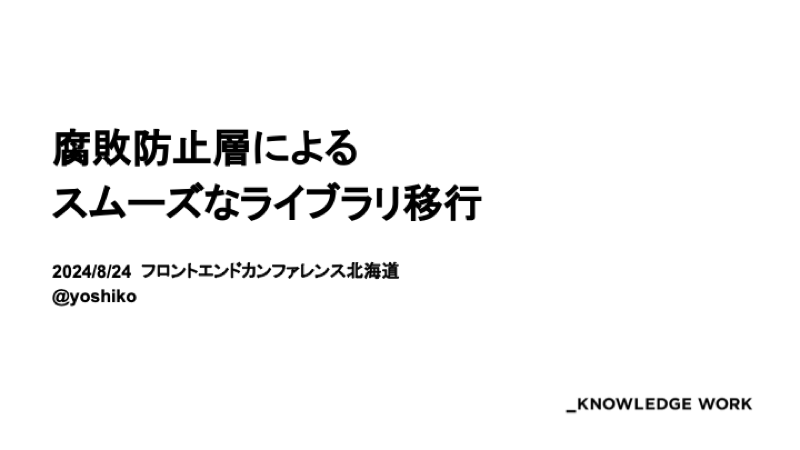 腐敗防止層による
スムーズなライブラリ移行
2024/8/24 フロントエンドカンファレンス北海道
@yoshiko
_KNOWLEDGE WORK